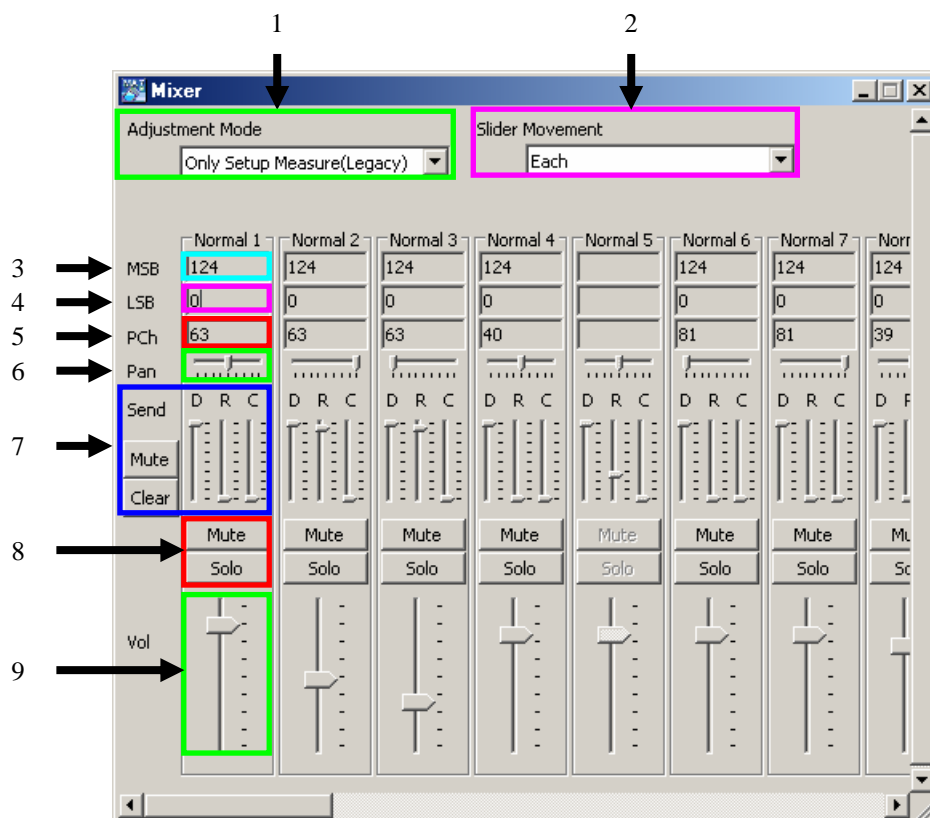 1 2
Mixer
Adjustment Mode Slider Movement
Only Setup Measure(Legacy) Each
Normal 1 Normal 2 Normal 3 Normal 4 Normal 5 Normal 6 Normal 7 Norr
3 MSB 124 124 124 124 124 124 124
4 LSB 0 0 0 0 0 0 0
5 PCh 63 63 63 40 81 81 39
6 Pan
Send D R C D R C D R C D R C D R C D R C D R C D
7
Mute
Clear
Mute Mute Mute Mute Mute Mute Mute
8
Solo Solo Solo Solo Solo Solo Solo
Vol
9